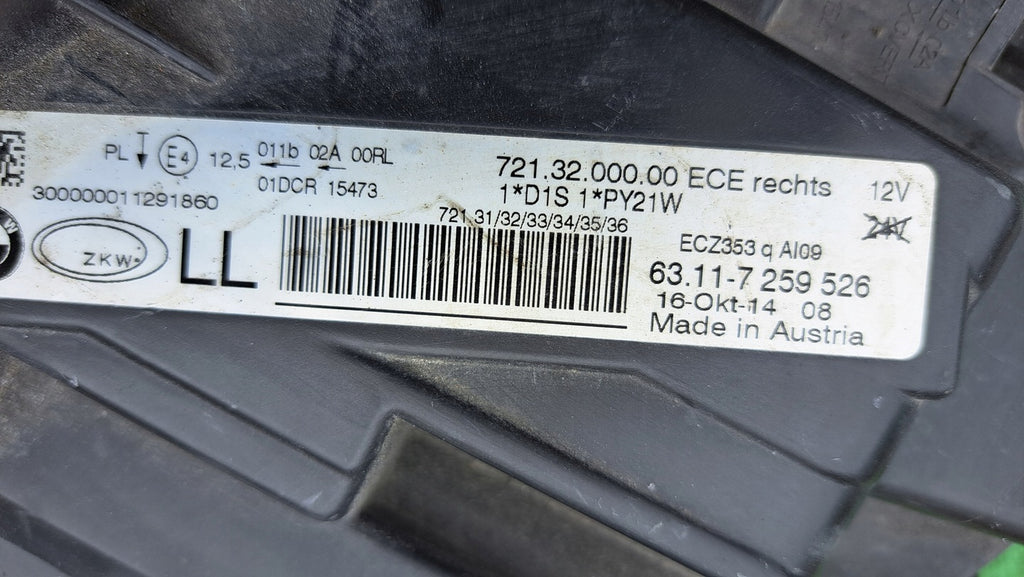 PL E4 12,5 011b 02A 00RL
01DCR 15473
300000011291860
ZKW
LL
721.32.000.00 ECE rechts
1*D1S 1*PY21W
721.31/32/33/34/35/36
12V
24V
ECZ353 q AI09
63.11-7 259 526
16-Okt-14 08
Made in Austria